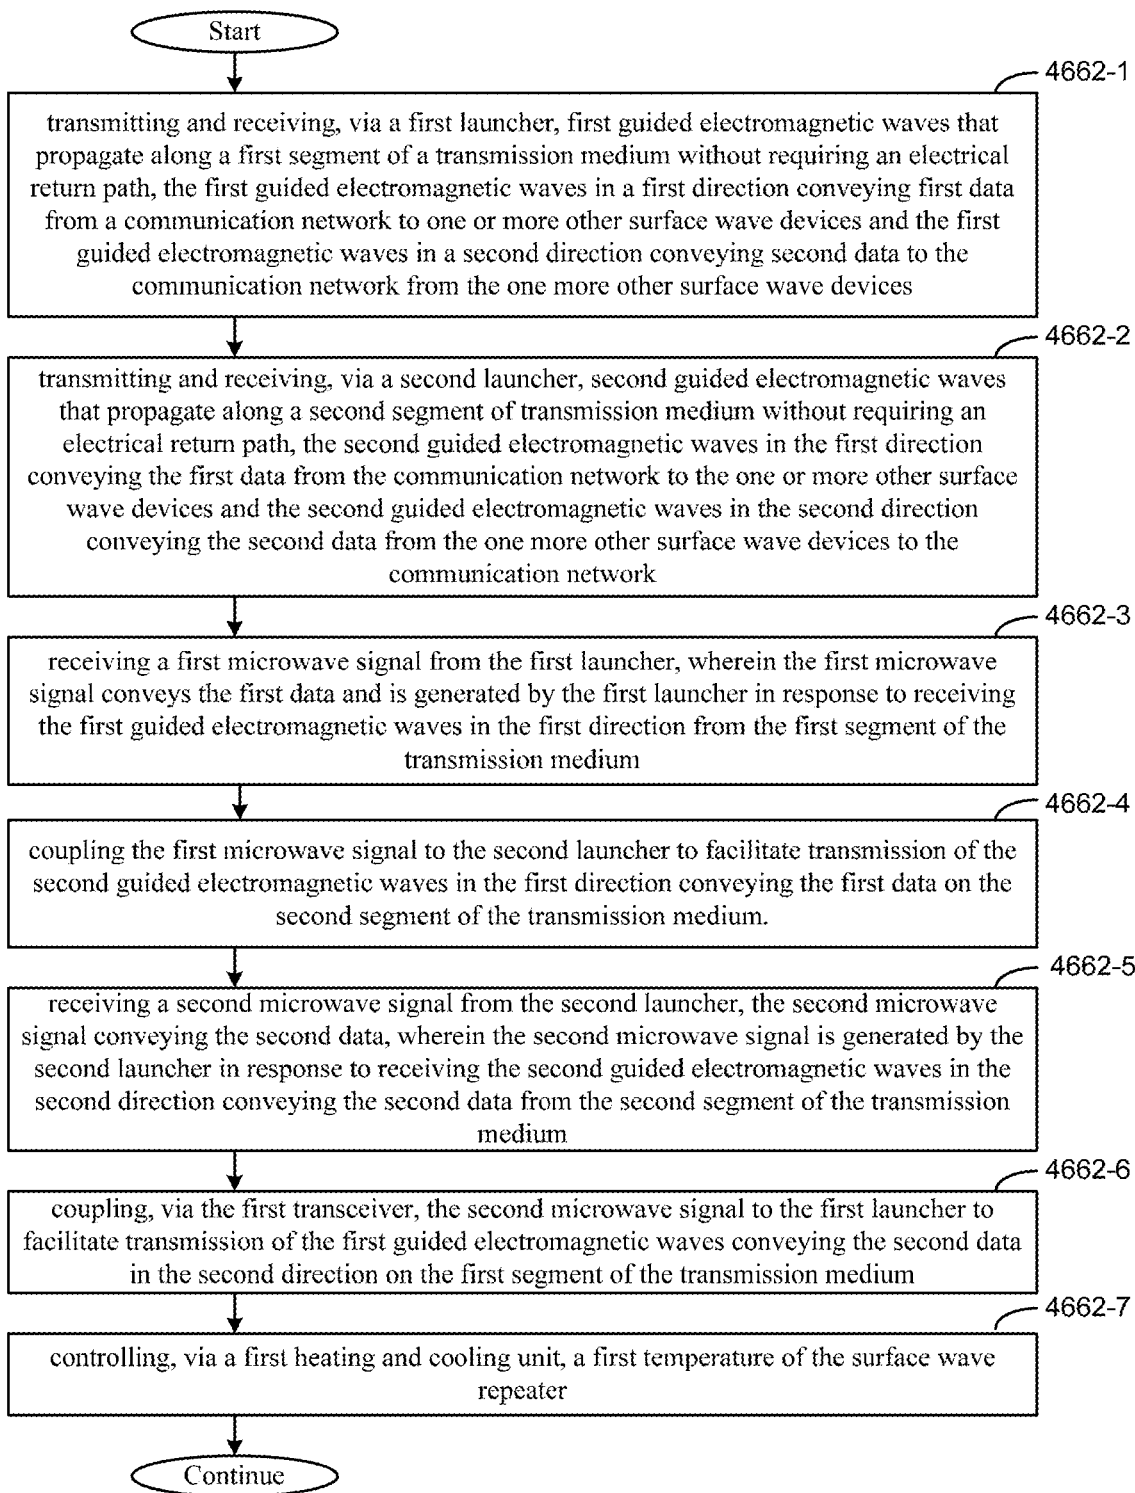 Start
4662-1
transmitting and receiving, via a first launcher, first guided electromagnetic waves that
propagate along a first segment of a transmission medium without requiring an electrical
return path, the first guided electromagnetic waves in a first direction conveying first data
from a communication network to one or more other surface wave devices and the first
guided electromagnetic waves in a second direction conveying second data to the
communication network from the one more other surface wave devices
4662-2
transmitting and receiving, via a second launcher, second guided electromagnetic waves
that propagate along a second segment of transmission medium without requiring an
electrical return path, the second guided electromagnetic waves in the first direction
conveying the first data from the communication network to the one or more other surface
wave devices and the second guided electromagnetic waves in the second direction
conveying the second data from the one more other surface wave devices to the
communication network
4662-3
receiving a first microwave signal from the first launcher, wherein the first microwave
signal conveys the first data and is generated by the first launcher in response to receiving
the first guided electromagnetic waves in the first direction from the first segment of the
transmission medium
4662-4
coupling the first microwave signal to the second launcher to facilitate transmission of the
second guided electromagnetic waves in the first direction conveying the first data on the
second segment of the transmission medium.
4662-5
receiving a second microwave signal from the second launcher, the second microwave
signal conveying the second data, wherein the second microwave signal is generated by the
second launcher in response to receiving the second guided electromagnetic waves in the
second direction conveying the second data from the second segment of the transmission
medium
4662-6
coupling, via the first transceiver, the second microwave signal to the first launcher to
facilitate transmission of the first guided electromagnetic waves conveying the second data
in the second direction on the first segment of the transmission medium
4662-7
controlling, via a first heating and cooling unit, a first temperature of the surface wave
repeater
Continue